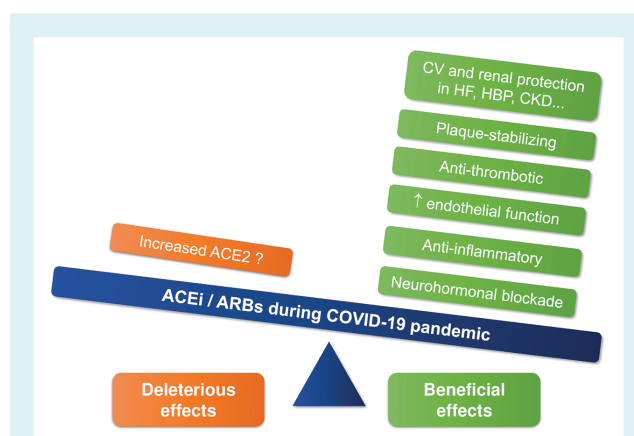 CV and renal protection
in HF, HBP, CKD...
Plaque-stabilizing
Anti-thrombotic
↑ endothelial function
Increased ACE2 ?
Anti-inflammatory
Neurohormonal blockade
ACEi / ARBs during COVID-19 pandemic
Deleterious
effects
Beneficial
effects